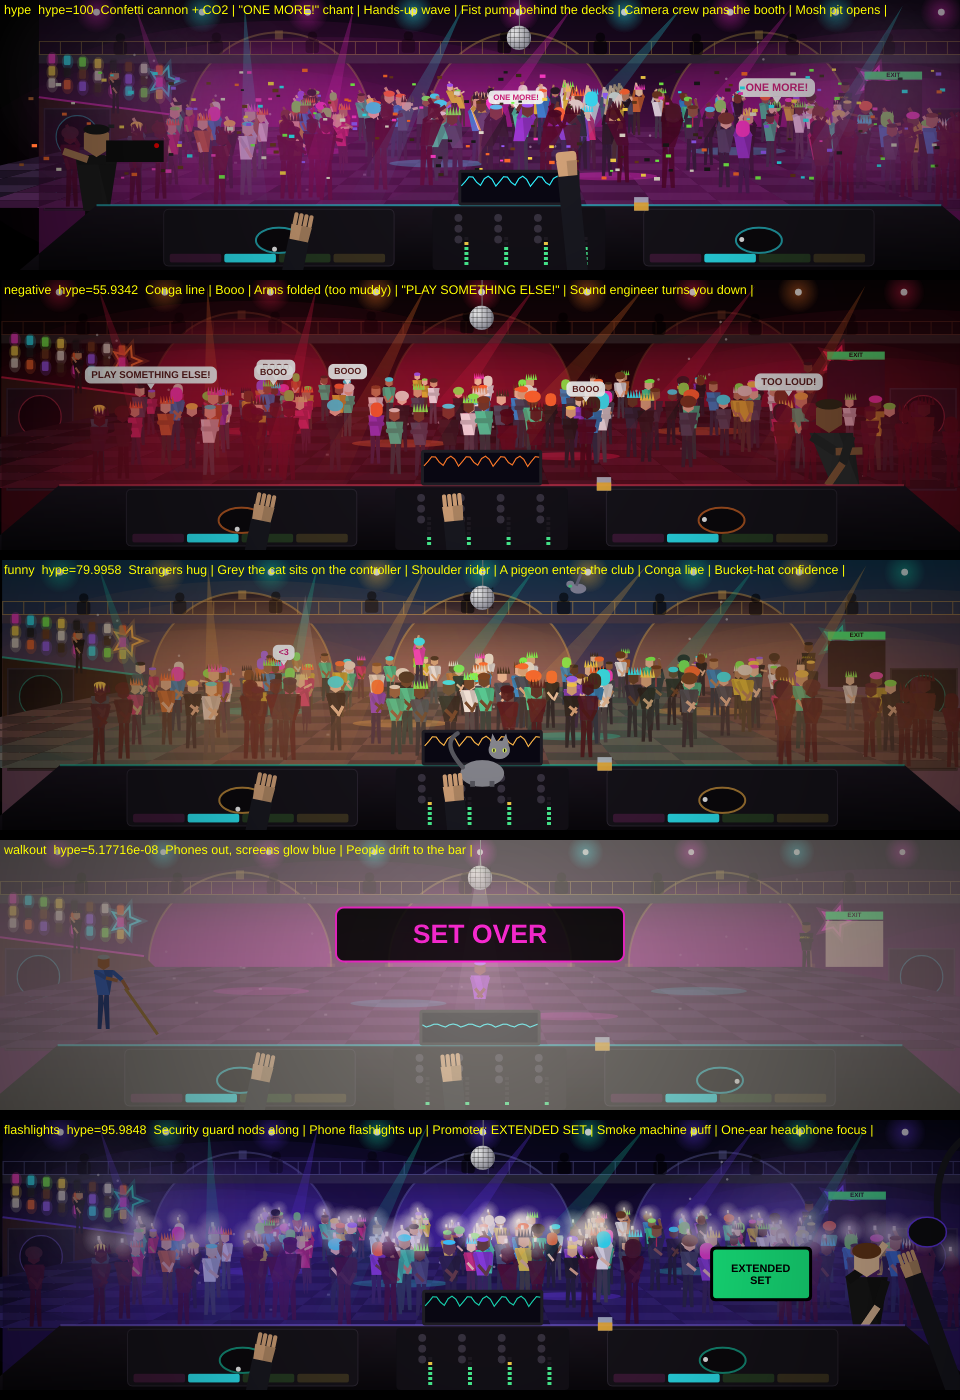 hype hype=100 Confetti cannon + CO2 | "ONE MORE!" chant | Hands-up wave | Fist pump behind the decks | Camera crew pans the booth | Mosh pit opens |
EXIT
ONE MORE!
ONE MORE!
negative hype=55.9342 Conga line | Booo | Arms folded (too muddy) | "PLAY SOMETHING ELSE!" | Sound engineer turns you down |
EXIT
PLAY SOMETHING ELSE!
BOOO
BOOO
BOOO
TOO LOUD!
funny hype=79.9958 Strangers hug | Grey the cat sits on the controller | Shoulder rider | A pigeon enters the club | Conga line | Bucket-hat confidence |
EXIT
<3
walkout hype=5.17716e-08 Phones out, screens glow blue | People drift to the bar |
EXIT
SET OVER
flashlights hype=95.9848 Security guard nods along | Phone flashlights up | Promoter: EXTENDED SET | Smoke machine puff | One-ear headphone focus |
EXIT
EXTENDED
SET